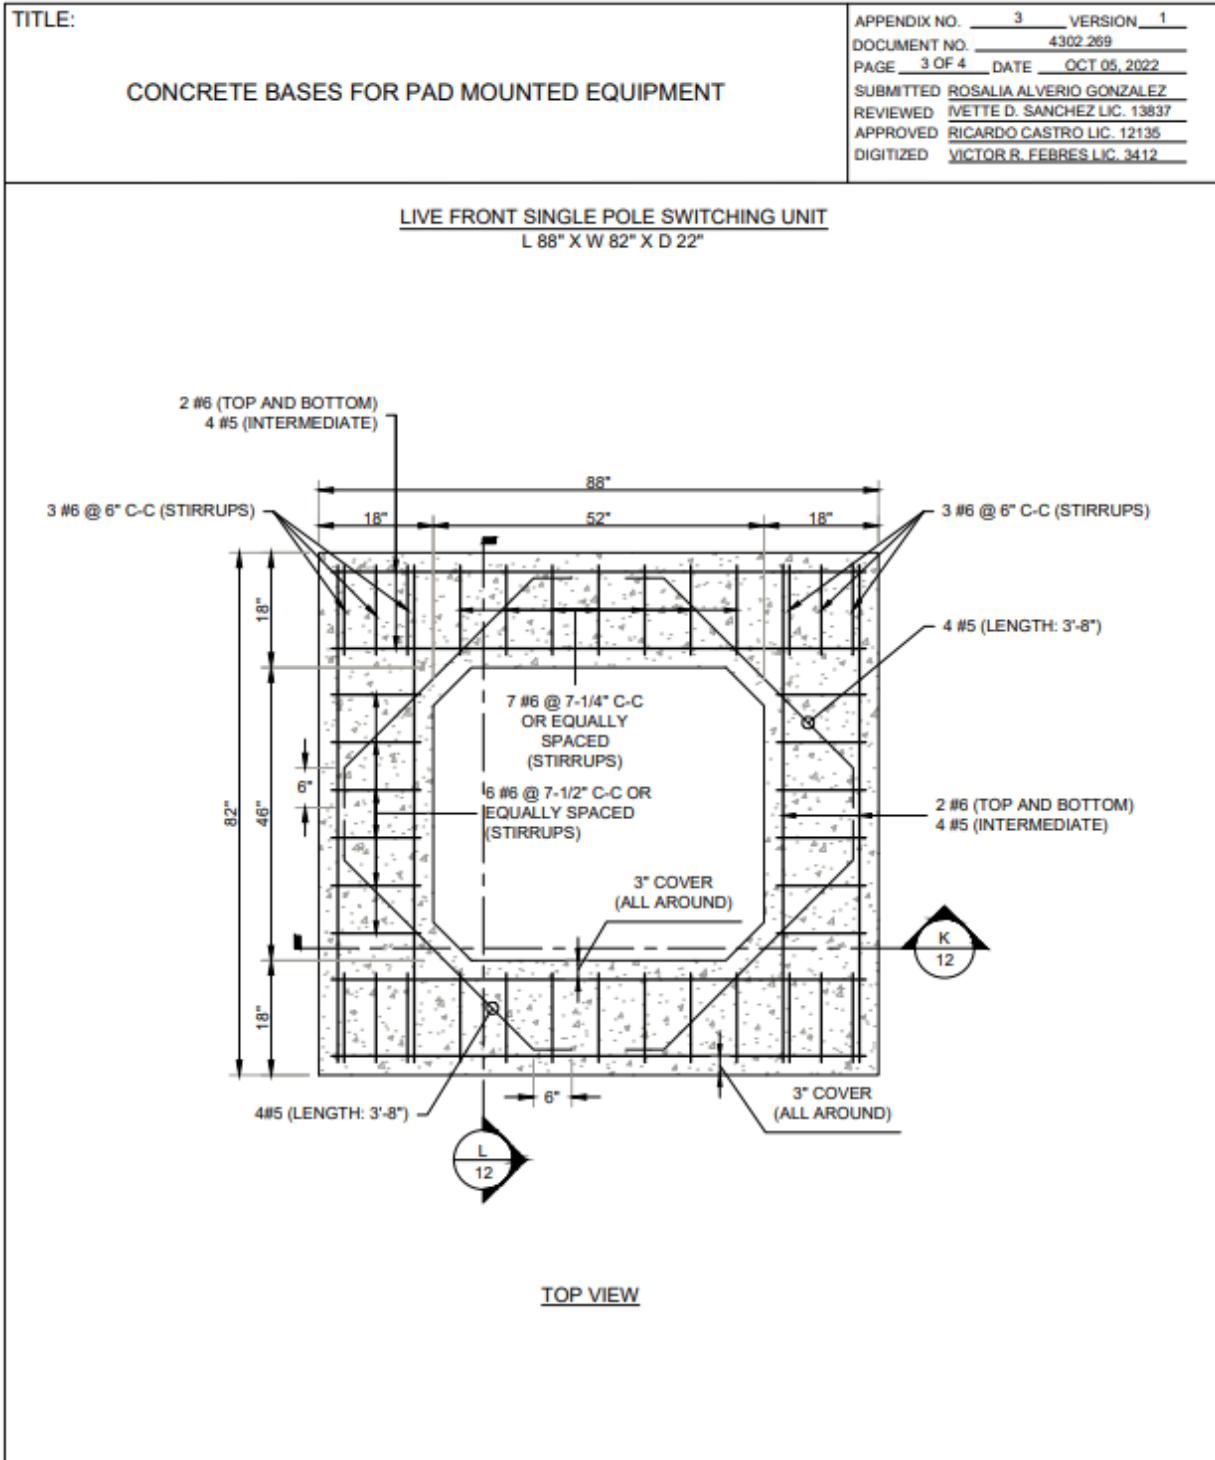 TITLE:
CONCRETE BASES FOR PAD MOUNTED EQUIPMENT
APPENDIX NO. 3 VERSION 1
DOCUMENT NO. 4302.269
PAGE 3 OF 4 DATE OCT 05, 2022
SUBMITTED ROSALIA ALVERIO GONZALEZ
REVIEWED IVETTE D. SANCHEZ LIC. 13837
APPROVED RICARDO CASTRO LIC. 12135
DIGITIZED VICTOR R. FEBRES LIC. 3412
LIVE FRONT SINGLE POLE SWITCHING UNIT
L 88" X W 82" X D 22"
2 #6 (TOP AND BOTTOM)
4 #5 (INTERMEDIATE)
88"
3 #6 @ 6" C-C (STIRRUPS)
18"
52"
18"
3 #6 @ 6" C-C (STIRRUPS)
18"
4 #5 (LENGTH: 3'-8")
7 #6 @ 7-1/4" C-C
OR EQUALLY
SPACED
(STIRRUPS)
6"
6 #6 @ 7-1/2" C-C OR
EQUALLY SPACED
(STIRRUPS)
82"
46"
2 #6 (TOP AND BOTTOM)
4 #5 (INTERMEDIATE)
3" COVER
(ALL AROUND)
K
12
18"
6"
4#5 (LENGTH: 3'-8")
3" COVER
(ALL AROUND)
L
12
TOP VIEW